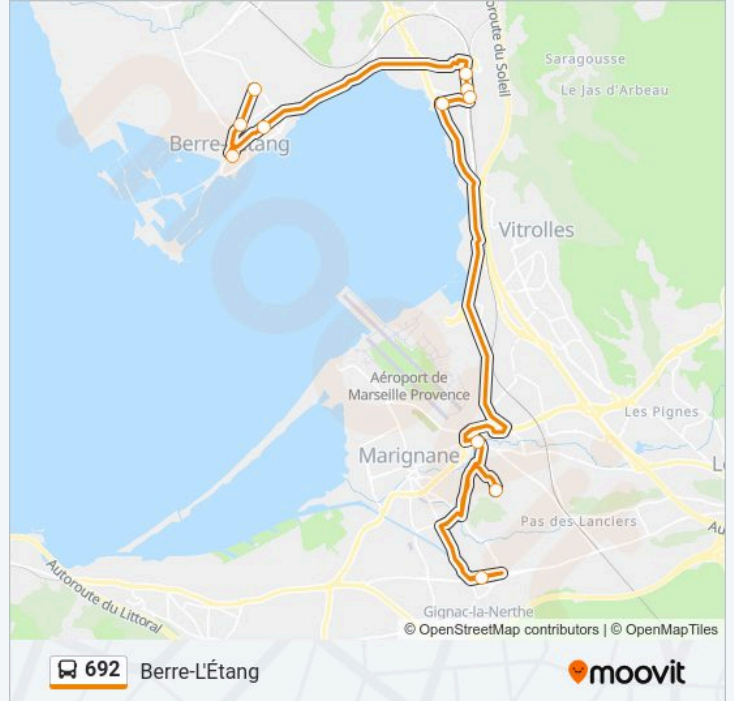 Autoroute du Soleil
Saragousse
Le Jas d'Arbeau
Berre-L'Étang
Vitrolles
Aéroport de
Marseille Provence
Les Pignes
Marignane
L
Pas des Lanciers
Au
Autoroute du Littoral
Gignac-la-Nerthe
© OpenStreetMap contributors | © OpenMapTiles
692 Berre-L'Étang
moovit